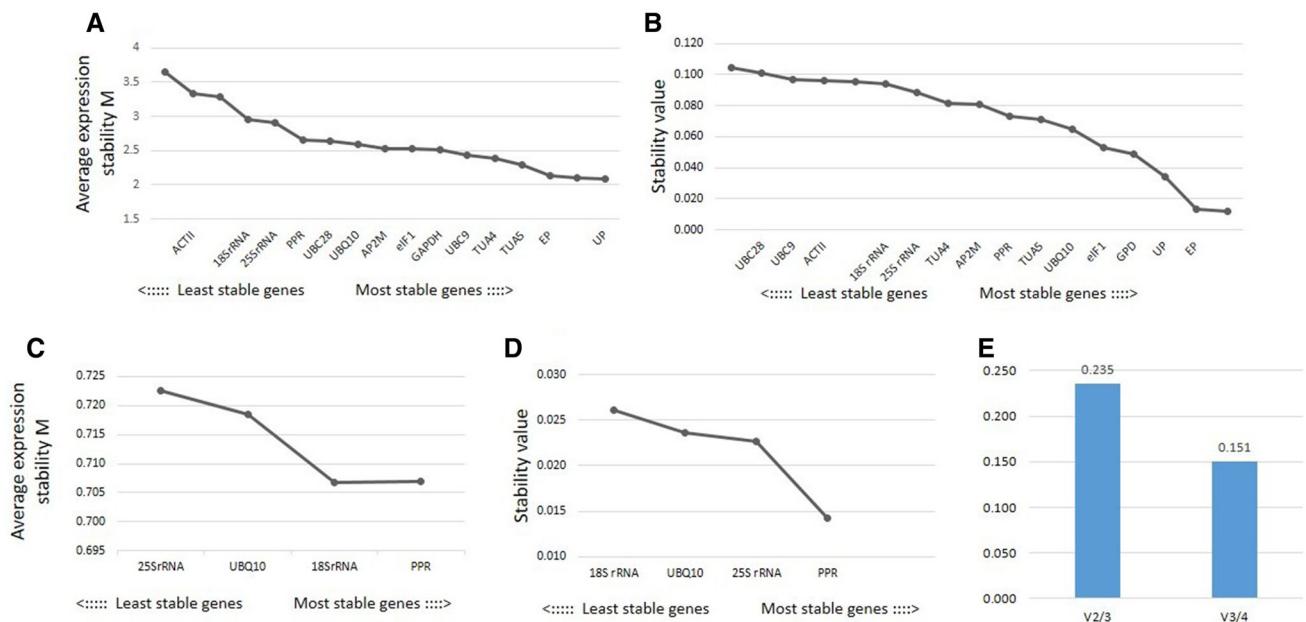 A
Average expression
stability M
4
3.5
3
2.5
2
1.5
ACTII
18SrRNA
25SrRNA
PPR
UBC28
UBQ10
AP2M
eIF1
GAPDH
UBC9
TUA4
TUA5
EP
UP
<::::: Least stable genes
Most stable genes ::::>
B
Stability value
0.120
0.100
0.080
0.060
0.040
0.020
0.000
UBC28
UBC9
ACTII
18S rRNA
25S rRNA
TUA4
AP2M
PPR
TUA5
UBQ10
eIF1
GPD
UP
EP
<::::: Least stable genes
Most stable genes ::::>
C
Average expression
stability M
0.725
0.720
0.715
0.710
0.705
0.700
0.695
25SrRNA
UBQ10
18SrRNA
PPR
<::::: Least stable genes
Most stable genes ::::>
D
Stability value
0.030
0.025
0.020
0.015
0.010
18S rRNA
UBQ10
25S rRNA
PPR
<::::: Least stable genes
Most stable genes ::::>
E
0.250
0.200
0.150
0.100
0.050
0.000
0.235
0.151
V2/3
V3/4